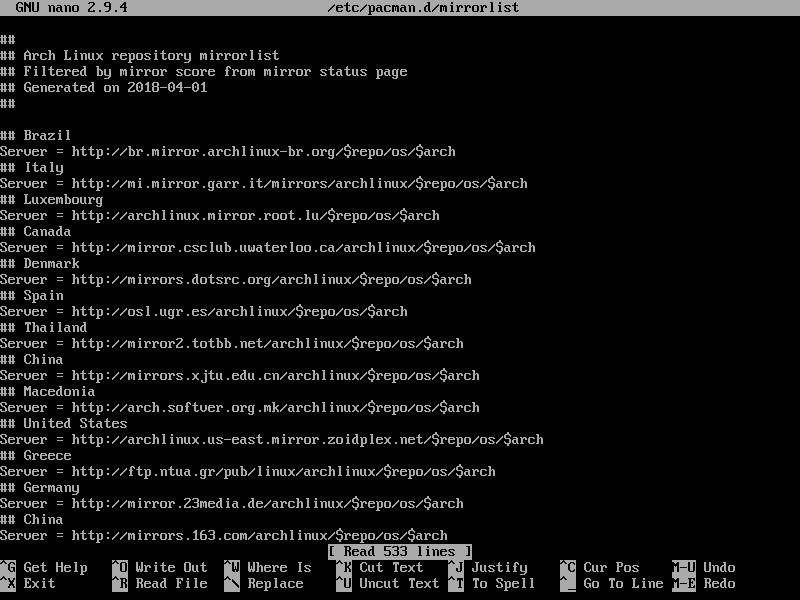 GNU nano 2.9.4 /etc/pacman.d/mirrorlist
##
## Arch Linux repository mirrorlist
## Filtered by mirror score from mirror status page
## Generated on 2018-04-01
##
## Brazil
Server = http://br.mirror.archlinux-br.org/$repo/os/$arch
## Italy
Server = http://mi.mirror.garr.it/mirrors/archlinux/$repo/os/$arch
## Luxembourg
Server = http://archlinux.mirror.root.lu/$repo/os/$arch
## Canada
Server = http://mirror.csclub.uwaterloo.ca/archlinux/$repo/os/$arch
## Denmark
Server = http://mirrors.dotsrc.org/archlinux/$repo/os/$arch
## Spain
Server = http://osl.ugr.es/archlinux/$repo/os/$arch
## Thailand
Server = http://mirror2.totbb.net/archlinux/$repo/os/$arch
## China
Server = http://mirrors.xjtu.edu.cn/archlinux/$repo/os/$arch
## Macedonia
Server = http://arch.softver.org.mk/archlinux/$repo/os/$arch
## United States
Server = http://archlinux.us-east.mirror.zoidplex.net/$repo/os/$arch
## Greece
Server = http://ftp.ntua.gr/pub/linux/archlinux/$repo/os/$arch
## Germany
Server = http://mirror.23media.de/archlinux/$repo/os/$arch
## China
Server = http://mirrors.163.com/archlinux/$repo/os/$arch
[ Read 533 lines ]
^G Get Help ^O Write Out ^W Where Is ^K Cut Text ^J Justify ^C Cur Pos M-U Undo
^X Exit ^R Read File ^\ Replace ^U Uncut Text ^T To Spell ^_ Go To Line M-E Redo